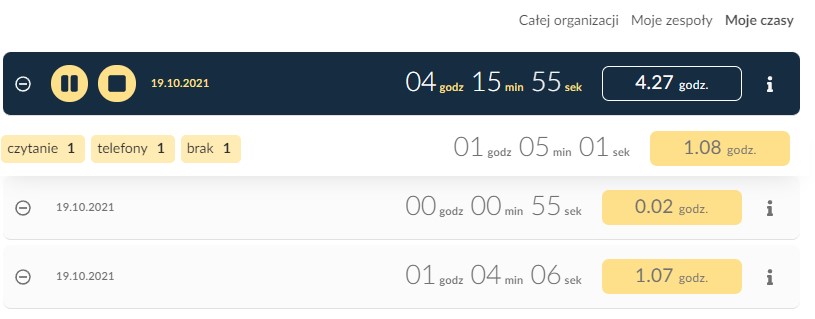 Całej organizacji Moje zespoły Moje czasy
19.10.2021 04 godz 15 min 55 sek 4.27 godz.
czytanie 1 telefony 1 brak 1 01 godz 05 min 01 sek 1.08 godz.
19.10.2021 00 godz 00 min 55 sek 0.02 godz.
19.10.2021 01 godz 04 min 06 sek 1.07 godz.